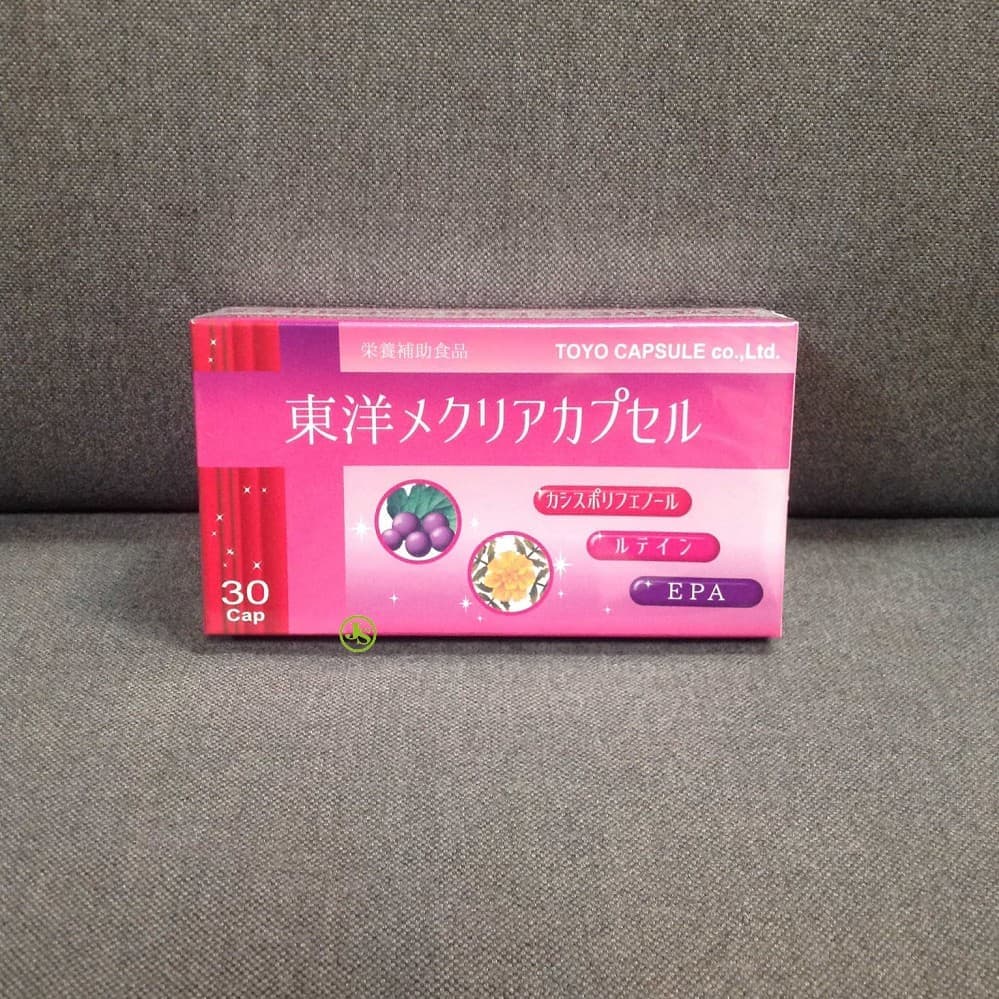 栄養補助食品
TOYO CAPSULE co.,Ltd.
東洋メクリアカプセル
カシスポリフェノール
ルテイン
EPA
30
Cap
JS